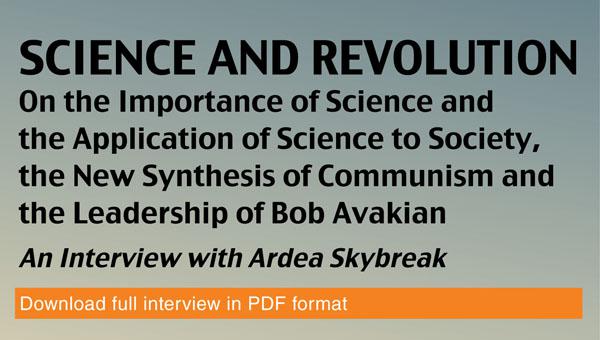 SCIENCE AND REVOLUTION
On the Importance of Science and
the Application of Science to Society,
the New Synthesis of Communism and
the Leadership of Bob Avakian
An Interview with Ardea Skybreak
Download full interview in PDF format